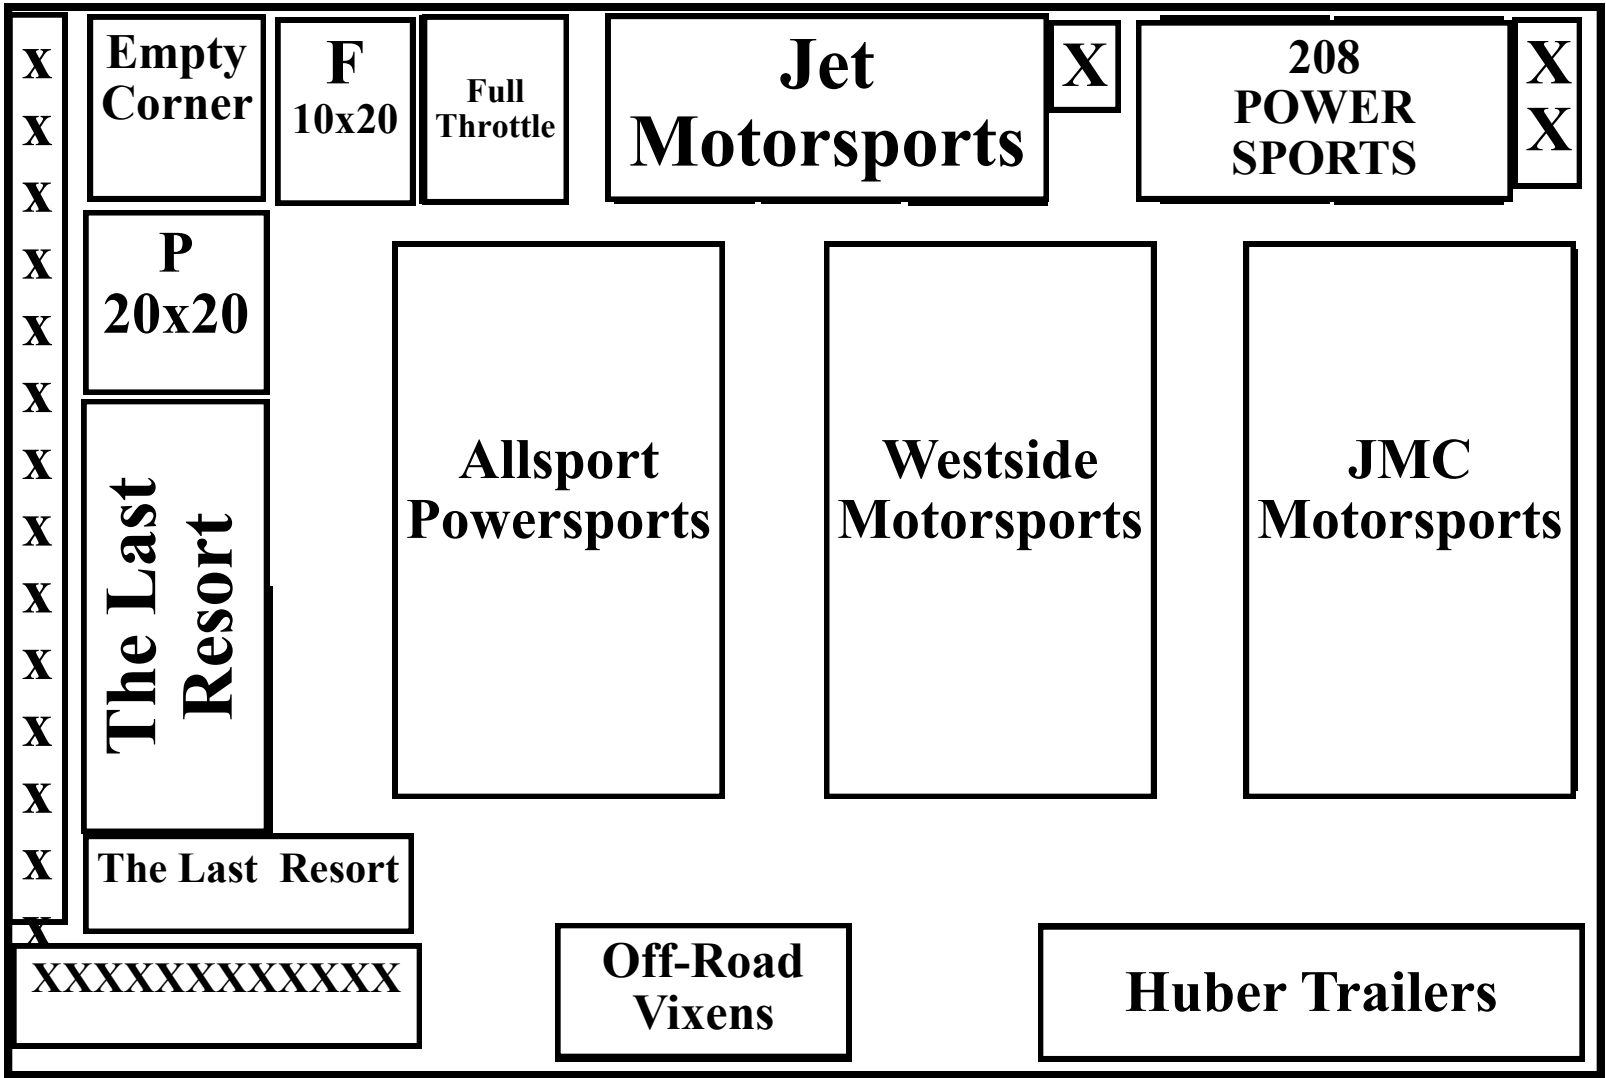 x
x
x
x
x
x
x
x
x
x
x
x
x
x
Empty
Corner
F
10x20
Full
Throttle
Jet
Motorsports
X
208
POWER
SPORTS
X
X
P
20x20
The Last
Resort
Allsport
Powersports
Westside
Motorsports
JMC
Motorsports
The Last  Resort
XXXXXXXXXXXX
Off-Road
Vixens
Huber Trailers